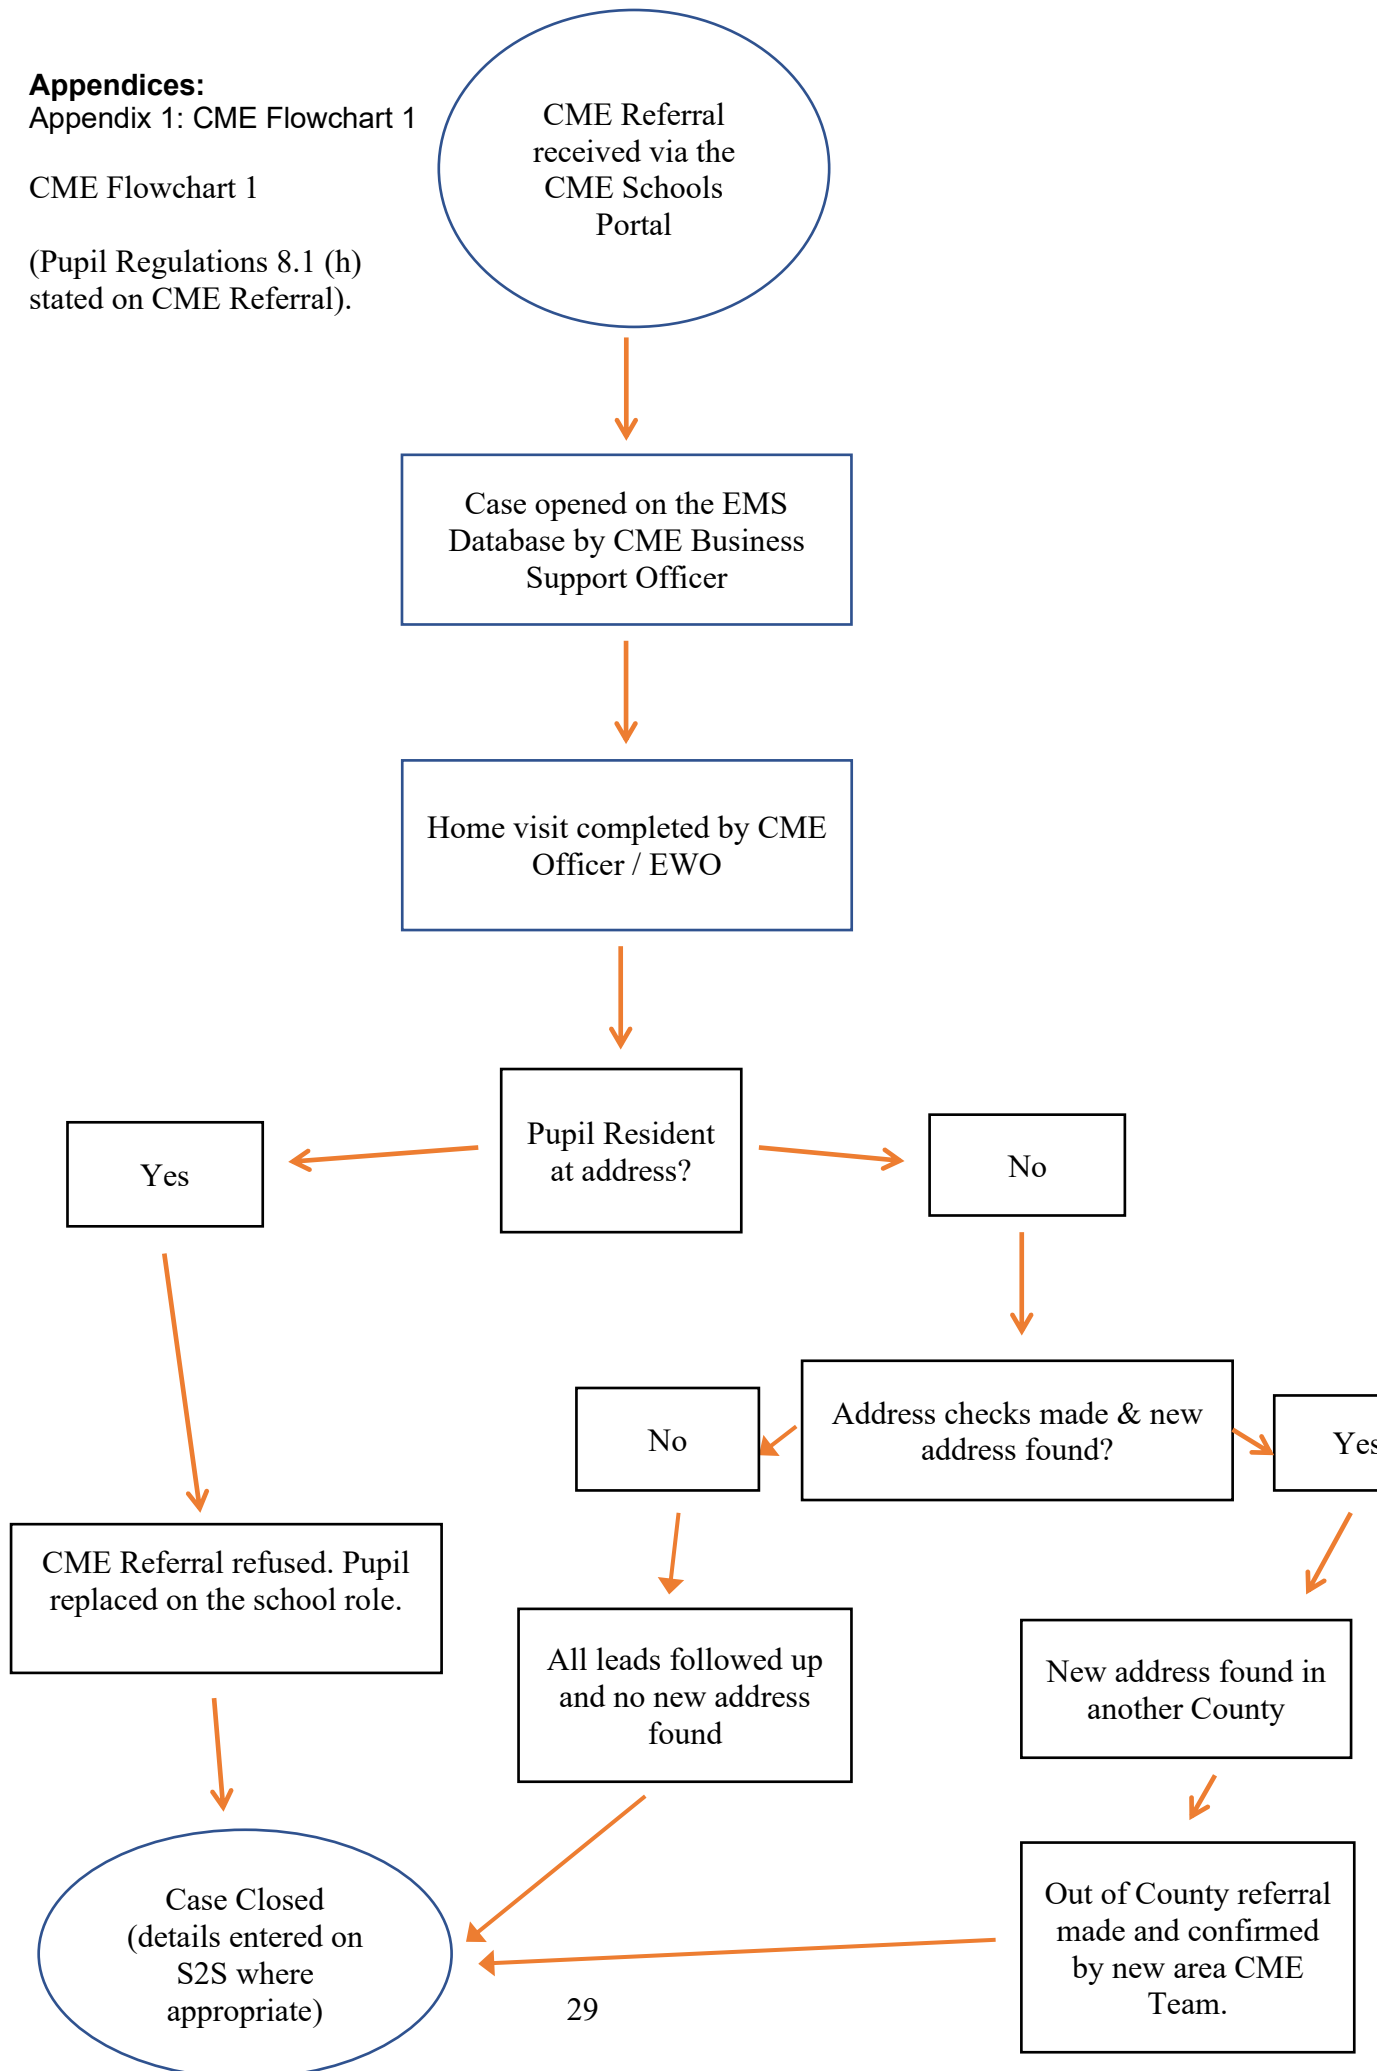 Appendices:
Appendix 1: CME Flowchart 1
CME Flowchart 1
(Pupil Regulations 8.1 (h)
stated on CME Referral).
CME Referral
received via the
CME Schools
Portal
Case opened on the EMS
Database by CME Business
Support Officer
Home visit completed by CME
Officer / EWO
Pupil Resident
at address?
Yes
No
Address checks made & new
address found?
No
Yes
CME Referral refused. Pupil
replaced on the school role.
All leads followed up
and no new address
found
New address found in
another County
Case Closed
(details entered on
S2S where
appropriate)
Out of County referral
made and confirmed
by new area CME
Team.
29